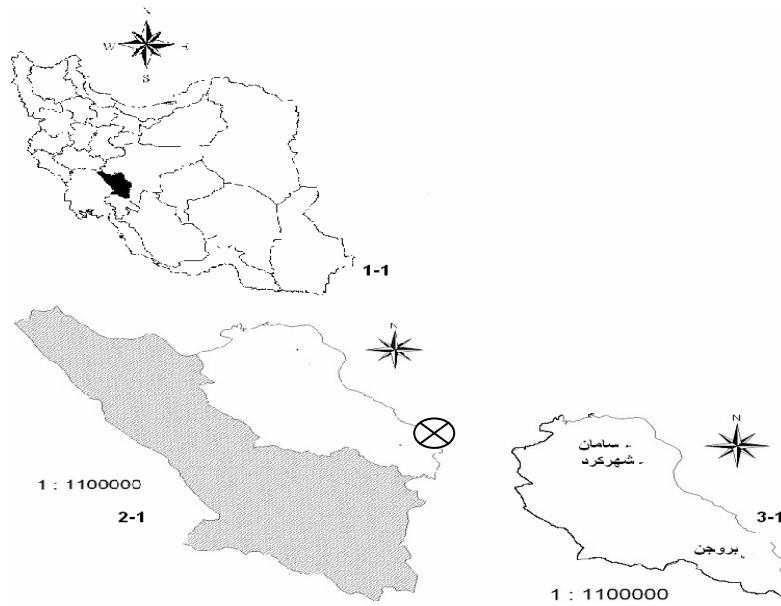 N
W E
S
1-1
N
1 : 1100000
2-1
N
سامان
شهرکرد
3-1
بروجن
1 : 1100000